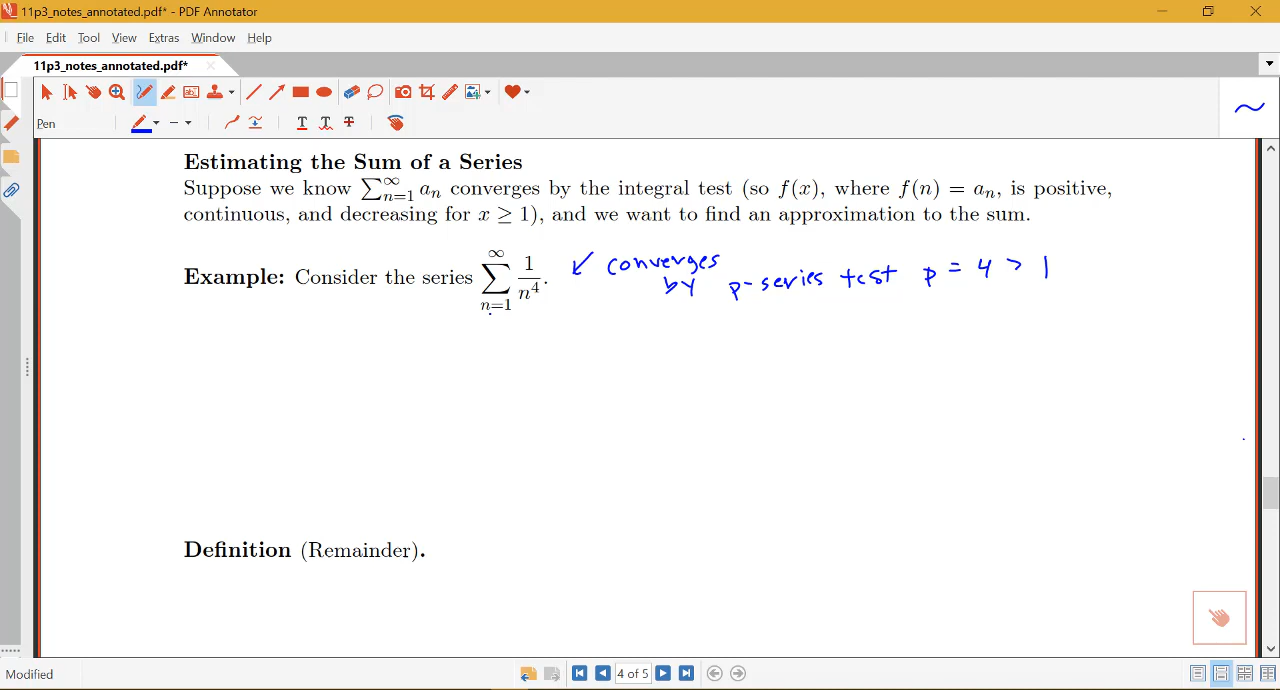 11p3_notes_annotated.pdf* - PDF Annotator
File Edit Tool View Extras Window Help
11p3_notes_annotated.pdf*
Pen
Estimating the Sum of a Series
Suppose we know ∑_{n=1}^{∞} a_n converges by the integral test (so f(x), where f(n) = a_n, is positive,
continuous, and decreasing for x ≥ 1), and we want to find an approximation to the sum.
Example: Consider the series ∑_{n=1}^{∞} 1/n^4. ↙ converges
by p-series test p = 4 > 1
Definition (Remainder).
Modified 4 of 5